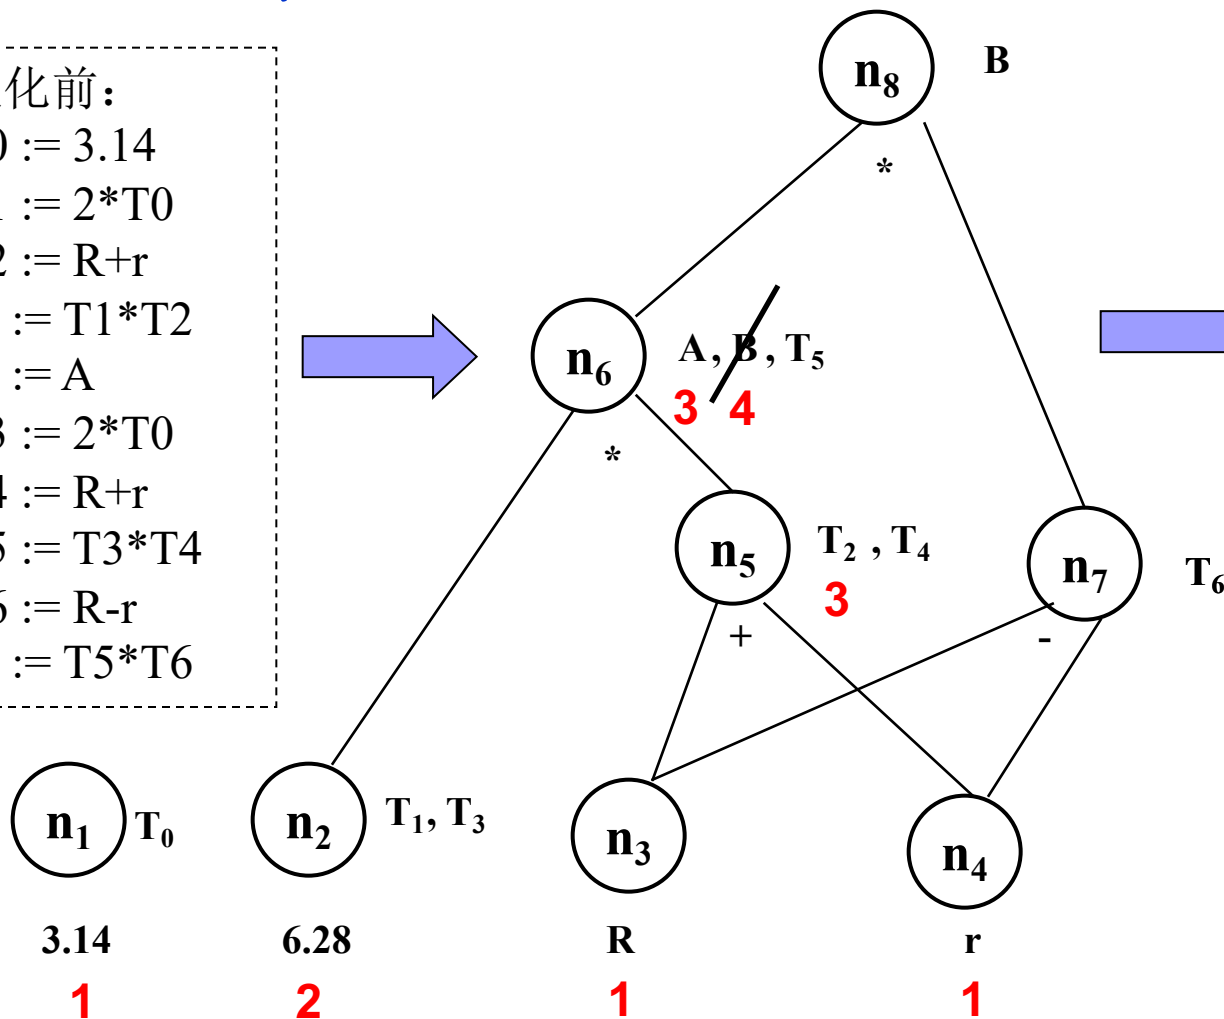 化前：
0 := 3.14
1 := 2*T0
2 := R+r
:= T1*T2
:= A
3 := 2*T0
4 := R+r
5 := T3*T4
6 := R-r
:= T5*T6
n8 B
*
n6 A , B , T5
3 4
*
n5 T2 , T4
3
+
n7 T6
-
n1 T0
n2 T1, T3
n3
n4
3.14 6.28 R r
1 2 1 1